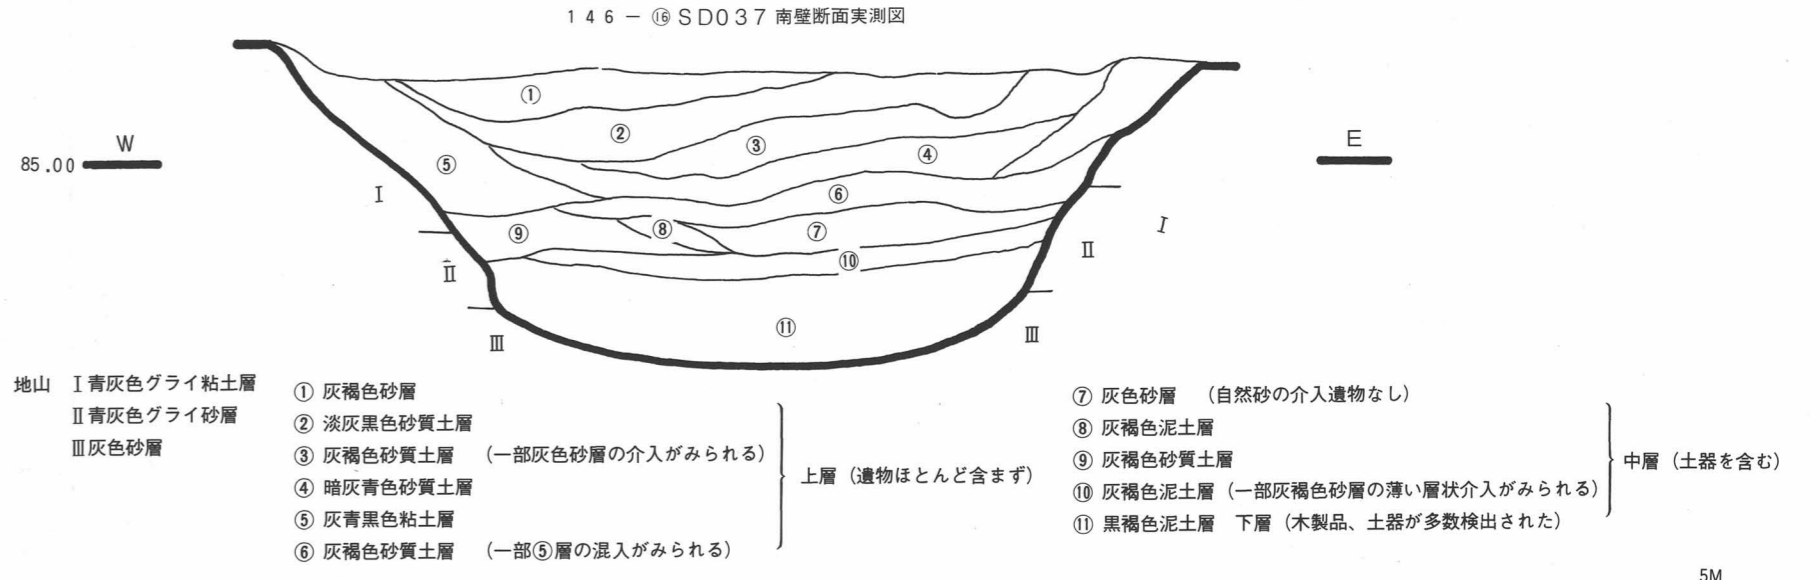 146－⑯SD037南壁断面実測図
W
85.00
E
①
②
③
④
⑤
⑥
⑦
⑧
⑨
⑩
⑪
Ⅰ
Ⅱ
Ⅲ
Ⅰ
Ⅱ
Ⅲ
地山 Ⅰ青灰色グライ粘土層
Ⅱ青灰色グライ砂層
Ⅲ灰色砂層
① 灰褐色砂層
② 淡灰黒色砂質土層
③ 灰褐色砂質土層 （一部灰色砂層の介入がみられる）
④ 暗灰青色砂質土層
⑤ 灰青黒色粘土層
⑥ 灰褐色砂質土層 （一部⑤層の混入がみられる）
上層（遺物ほとんど含まず）
⑦ 灰色砂層 （自然砂の介入遺物なし）
⑧ 灰褐色泥土層
⑨ 灰褐色砂質土層
⑩ 灰褐色泥土層（一部灰褐色砂層の薄い層状介入がみられる）
中層（土器を含む）
⑪ 黒褐色泥土層 下層（木製品、土器が多数検出された）
5M